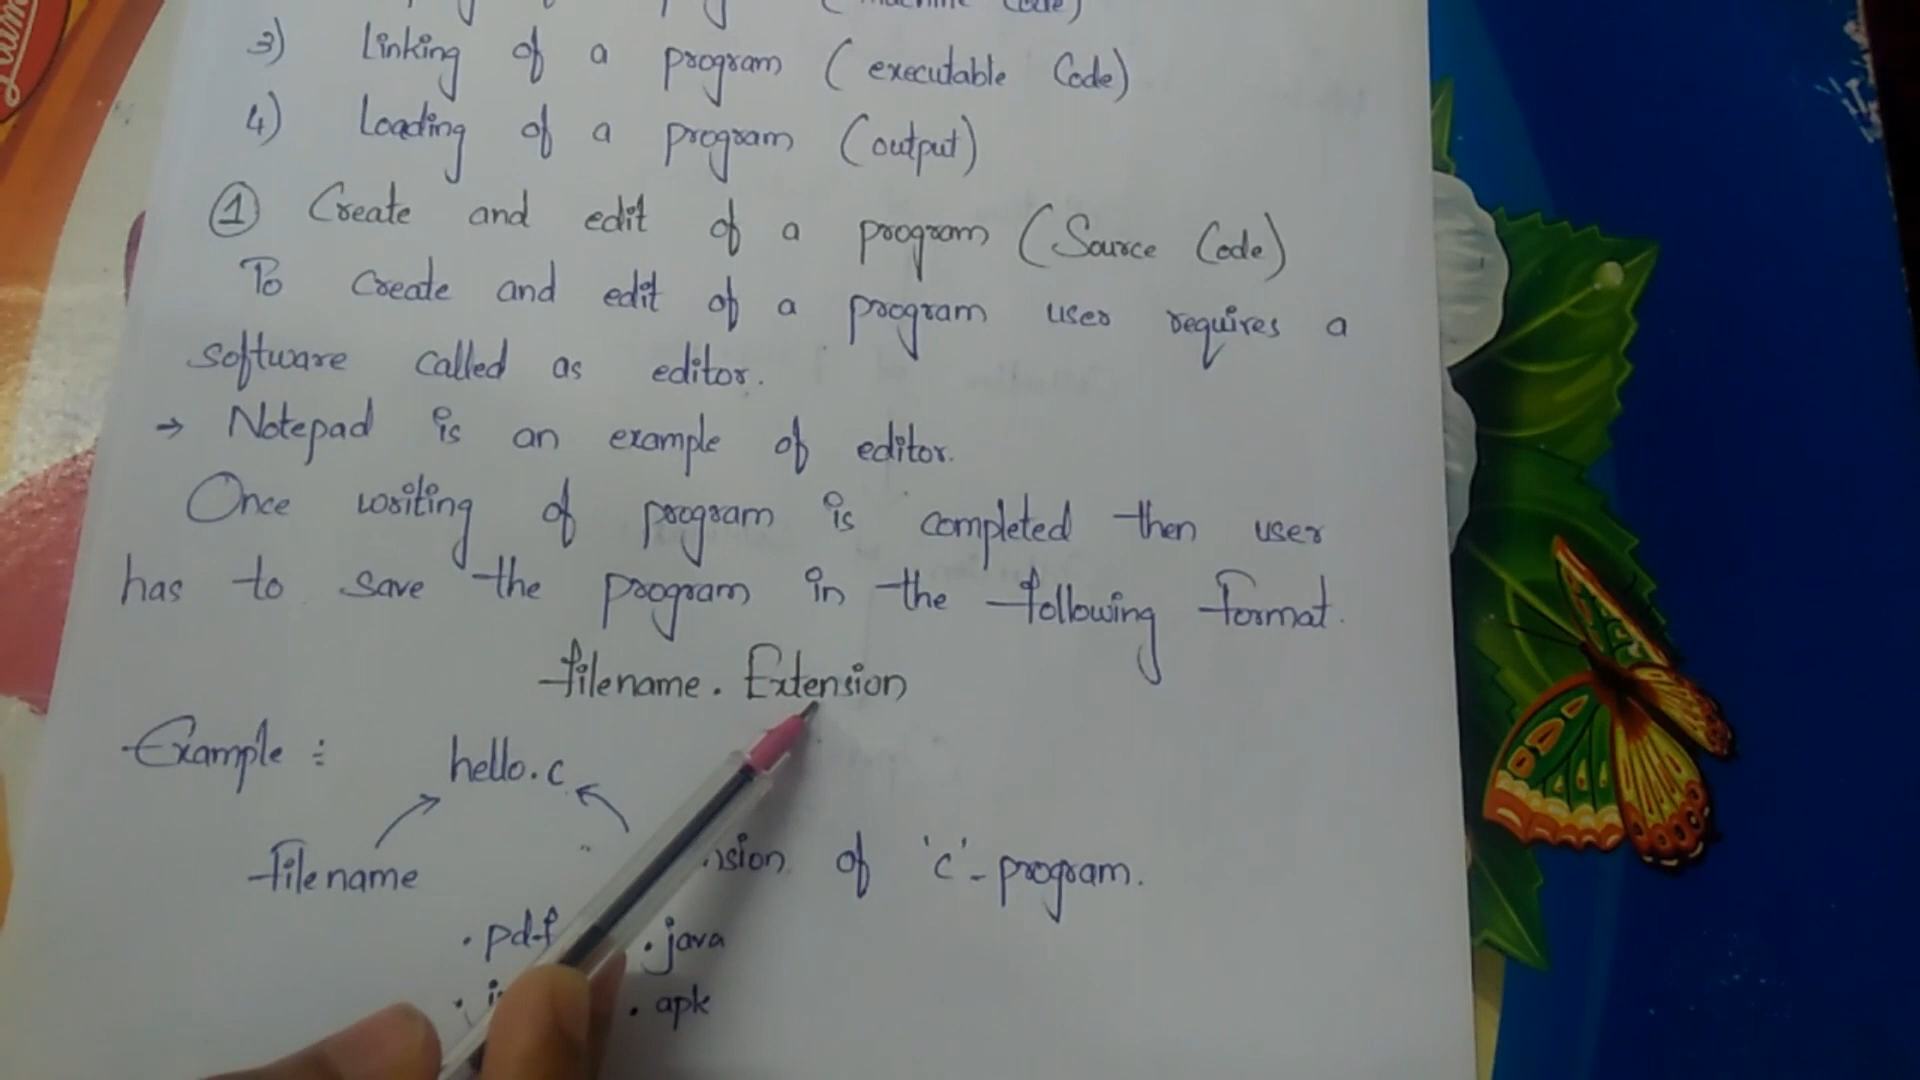 3) Linking of a program (executable Code)
4) Loading of a program (output)
① Create and edit of a program (Source Code)
To create and edit of a program user requires a
software called as editor.
→ Notepad is an example of editor.
Once writing of program is completed then user
has to save the program in the following format.
filename. Extension
Example :
hello.c
filename
of 'c'-program.
.pdf .java
. apk